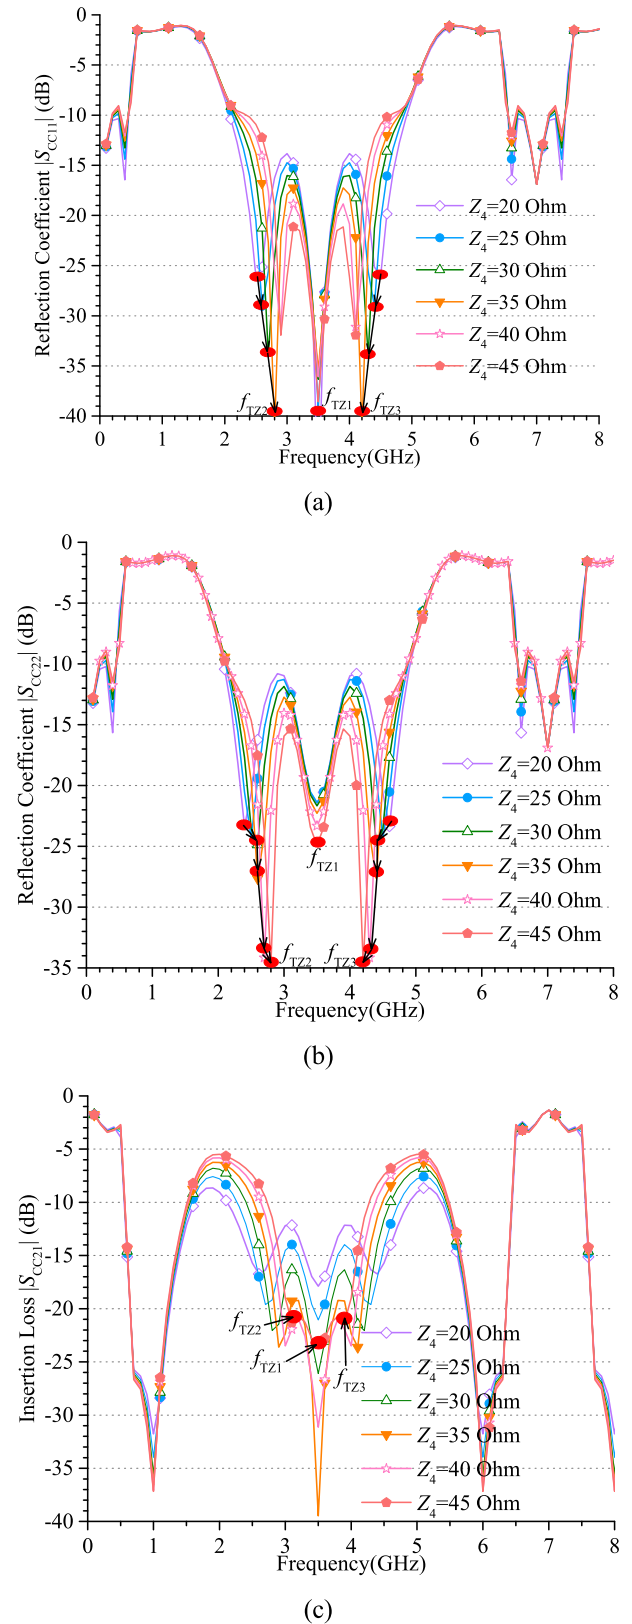 0
-5
-10
-15
-20
-25
-30
-35
-40
Reflection Coefficient |S_CC11| (dB)
Z_4=20 Ohm
Z_4=25 Ohm
Z_4=30 Ohm
Z_4=35 Ohm
Z_4=40 Ohm
Z_4=45 Ohm
f_TZ2
f_TZ1
f_TZ3
0 1 2 3 4 5 6 7 8
Frequency(GHz)
(a)
0
-5
-10
-15
-20
-25
-30
-35
Reflection Coefficient |S_CC22| (dB)
Z_4=20 Ohm
Z_4=25 Ohm
Z_4=30 Ohm
Z_4=35 Ohm
Z_4=40 Ohm
Z_4=45 Ohm
f_TZ1
f_TZ2
f_TZ3
0 1 2 3 4 5 6 7 8
Frequency(GHz)
(b)
0
-5
-10
-15
-20
-25
-30
-35
-40
Insertion Loss |S_CC21| (dB)
f_TZ2
f_TZ1
f_TZ3
Z_4=20 Ohm
Z_4=25 Ohm
Z_4=30 Ohm
Z_4=35 Ohm
Z_4=40 Ohm
Z_4=45 Ohm
0 1 2 3 4 5 6 7 8
Frequency(GHz)
(c)